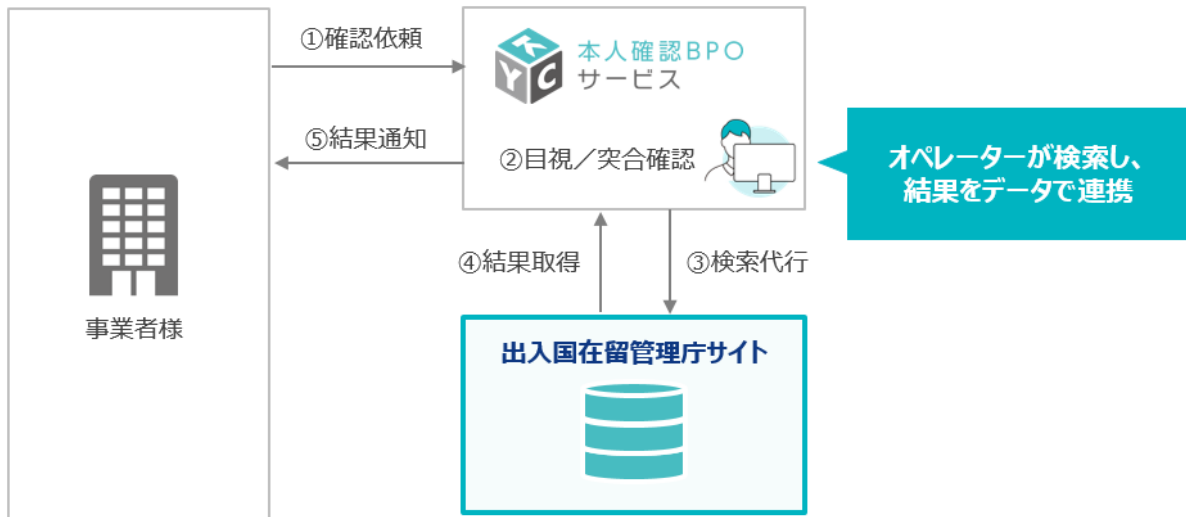 ①確認依頼
KYC
本人確認BPO
サービス
⑤結果通知
②目視／突合確認
オペレーターが検索し、
結果をデータで連携
④結果取得
③検索代行
事業者様
出入国在留管理庁サイト